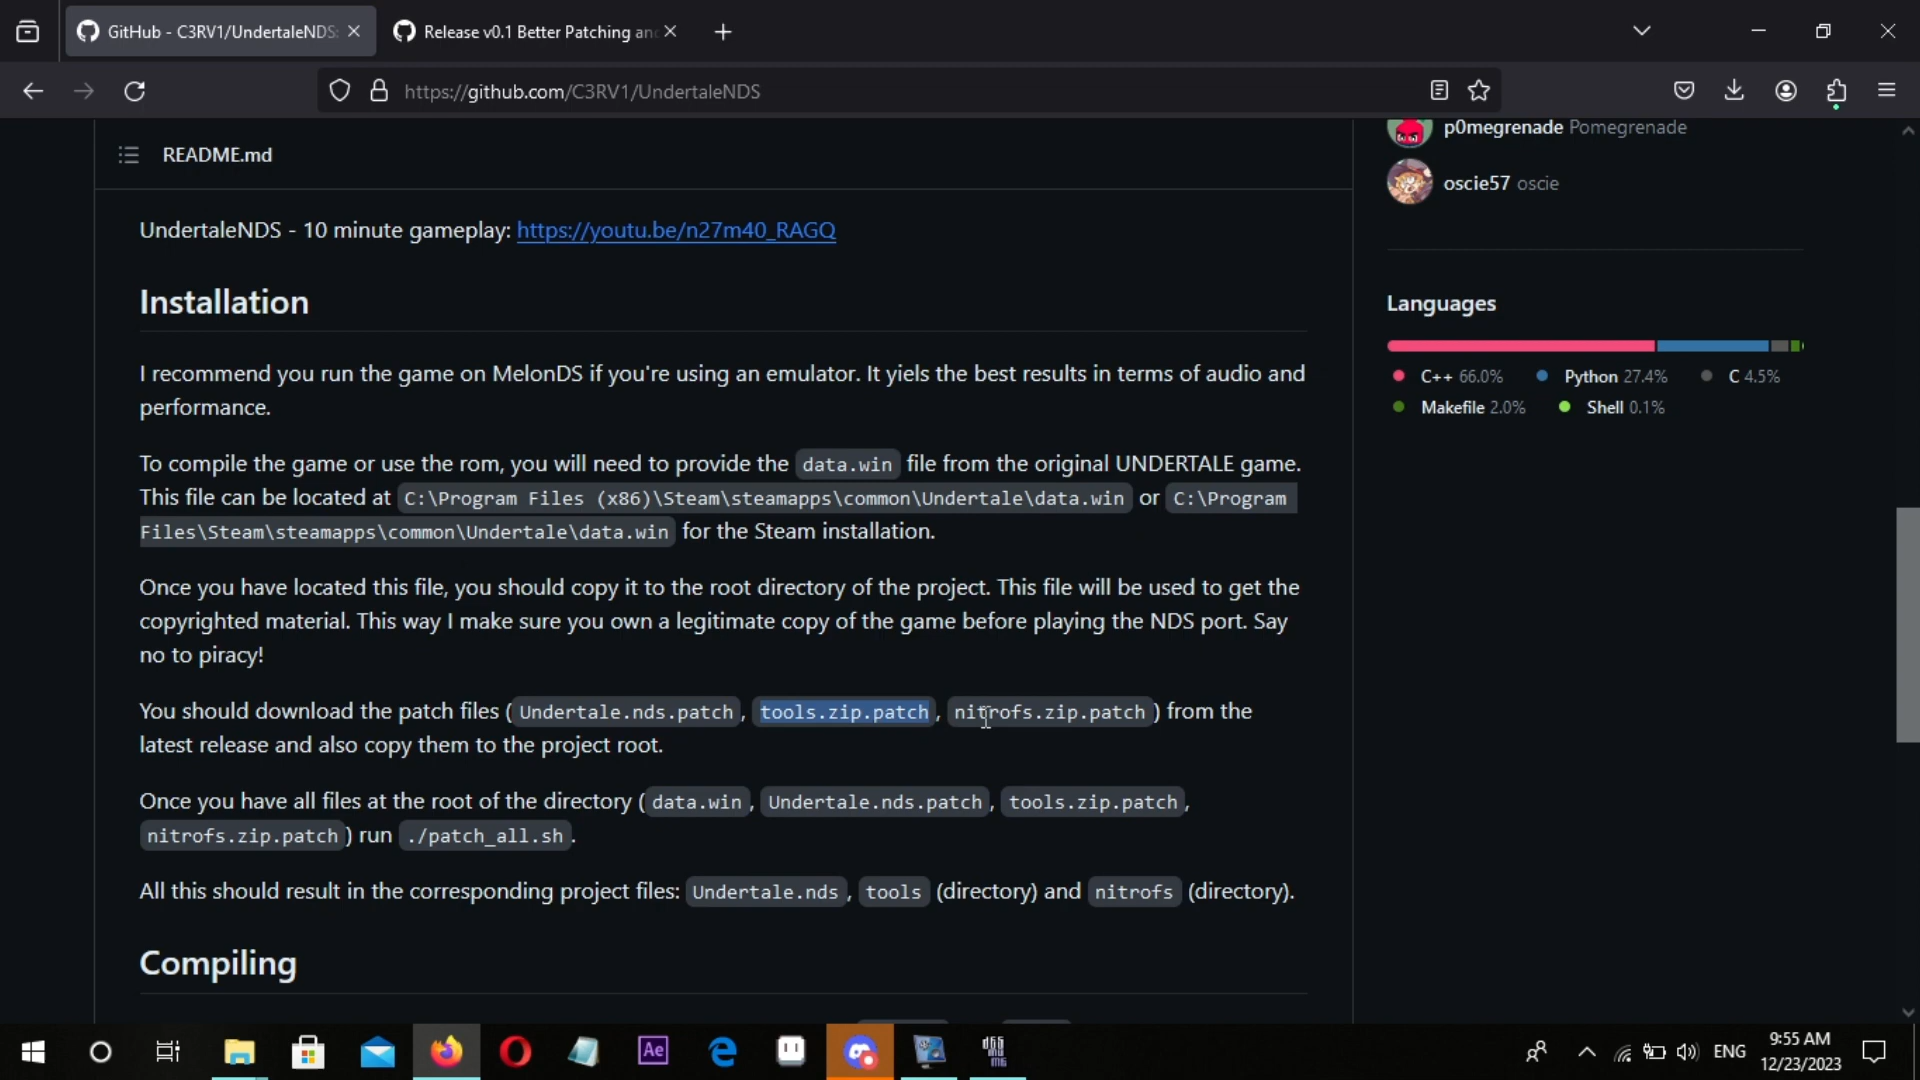 GitHub - C3RV1/UndertaleNDS:
Release v0.1 Better Patching an
https://github.com/C3RV1/UndertaleNDS
p0megrenade Pomegrenade
README.md
oscie57 oscie
UndertaleNDS - 10 minute gameplay: https://youtu.be/n27m40_RAGQ
Installation
Languages
C++ 66.0% Python 27.4% C 4.5%
Makefile 2.0% Shell 0.1%
I recommend you run the game on MelonDS if you're using an emulator. It yiels the best results in terms of audio and
performance.
To compile the game or use the rom, you will need to provide the data.win file from the original UNDERTALE game.
This file can be located at C:\Program Files (x86)\Steam\steamapps\common\Undertale\data.win or C:\Program
Files\Steam\steamapps\common\Undertale\data.win for the Steam installation.
Once you have located this file, you should copy it to the root directory of the project. This file will be used to get the
copyrighted material. This way I make sure you own a legitimate copy of the game before playing the NDS port. Say
no to piracy!
You should download the patch files (Undertale.nds.patch, tools.zip.patch, nitrofs.zip.patch) from the
latest release and also copy them to the project root.
Once you have all files at the root of the directory (data.win, Undertale.nds.patch, tools.zip.patch,
nitrofs.zip.patch) run ./patch_all.sh.
All this should result in the corresponding project files: Undertale.nds, tools (directory) and nitrofs (directory).
Compiling
Ae
ENG
9:55 AM
12/23/2023